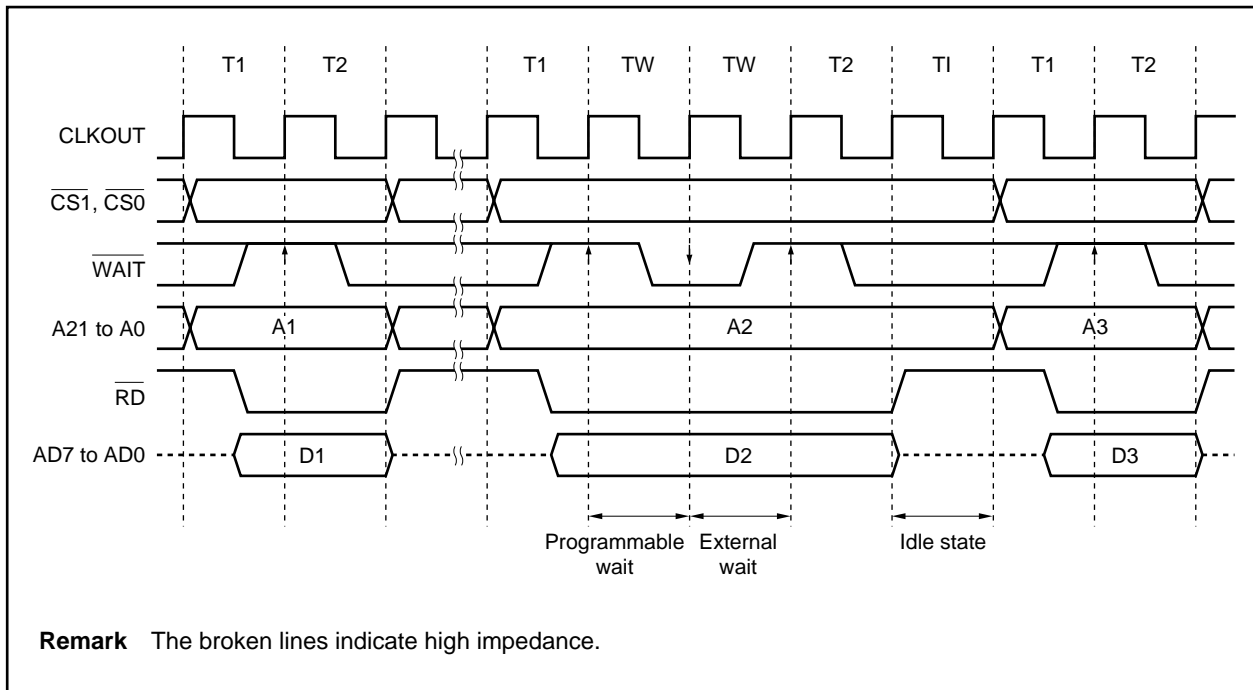 T1 T2 T1 TW TW T2 TI T1 T2
CLKOUT
CS1, CS0
WAIT
A21 to A0 A1 A2 A3
RD
AD7 to AD0 D1 D2 D3
Programmable wait
External wait
Idle state
Remark The broken lines indicate high impedance.